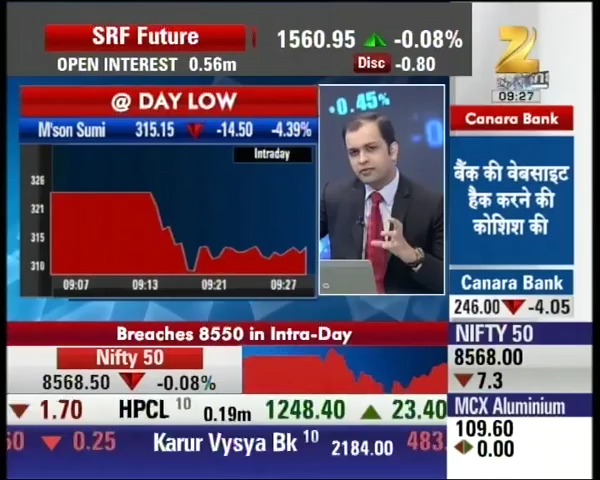 SRF Future
1560.95 -0.08%
OPEN INTEREST 0.56m
Disc -0.80
09:27
@ DAY LOW
M'son Sumi 315.15 -14.50 -4.39%
Intraday
326
321
315
310
09:07 09:13 09:21 09:27
0.45%
Canara Bank
बैंक की वेबसाइट
हैक करने की
कोशिश की
Canara Bank
246.00 -4.05
Breaches 8550 in Intra-Day
Nifty 50
8568.50 -0.08%
NIFTY 50
8568.00
7.3
1.70 HPCL 10 0.19m 1248.40 23.40
MCX Aluminium
109.60
0.00
60 0.25 Karur Vysya Bk 10 2184.00 483.